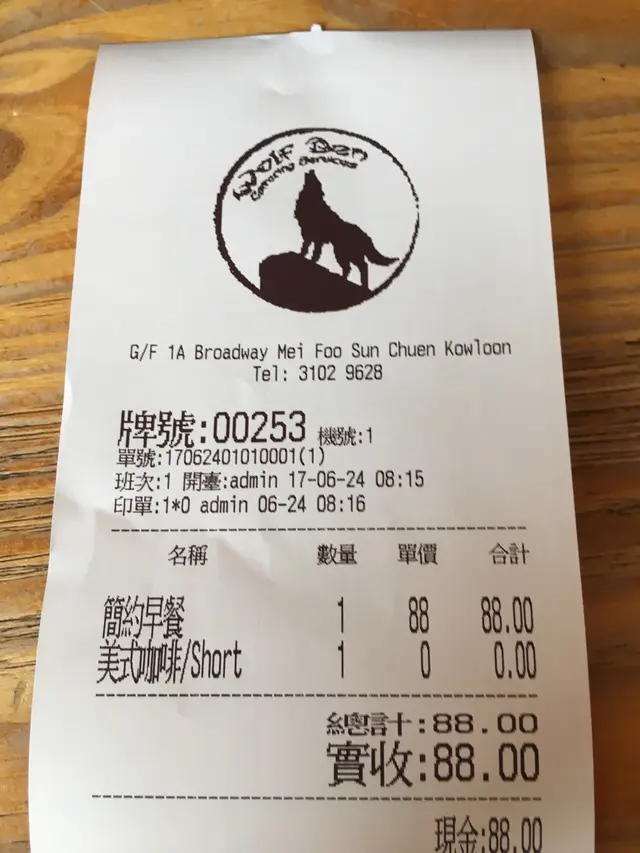 Wolf Den
Catering Services
G/F 1A Broadway Mei Foo Sun Chuen Kowloon
Tel: 3102 9628
牌號:00253 機號:1
單號:17062401010001(1)
班次:1 開臺:admin 17-06-24 08:15
印單:1*0 admin 06-24 08:16
名稱 數量 單價 合計
簡約早餐 1 88 88.00
美式咖啡/Short 1 0 0.00
總計:88.00
實收:88.00
現金:88.00